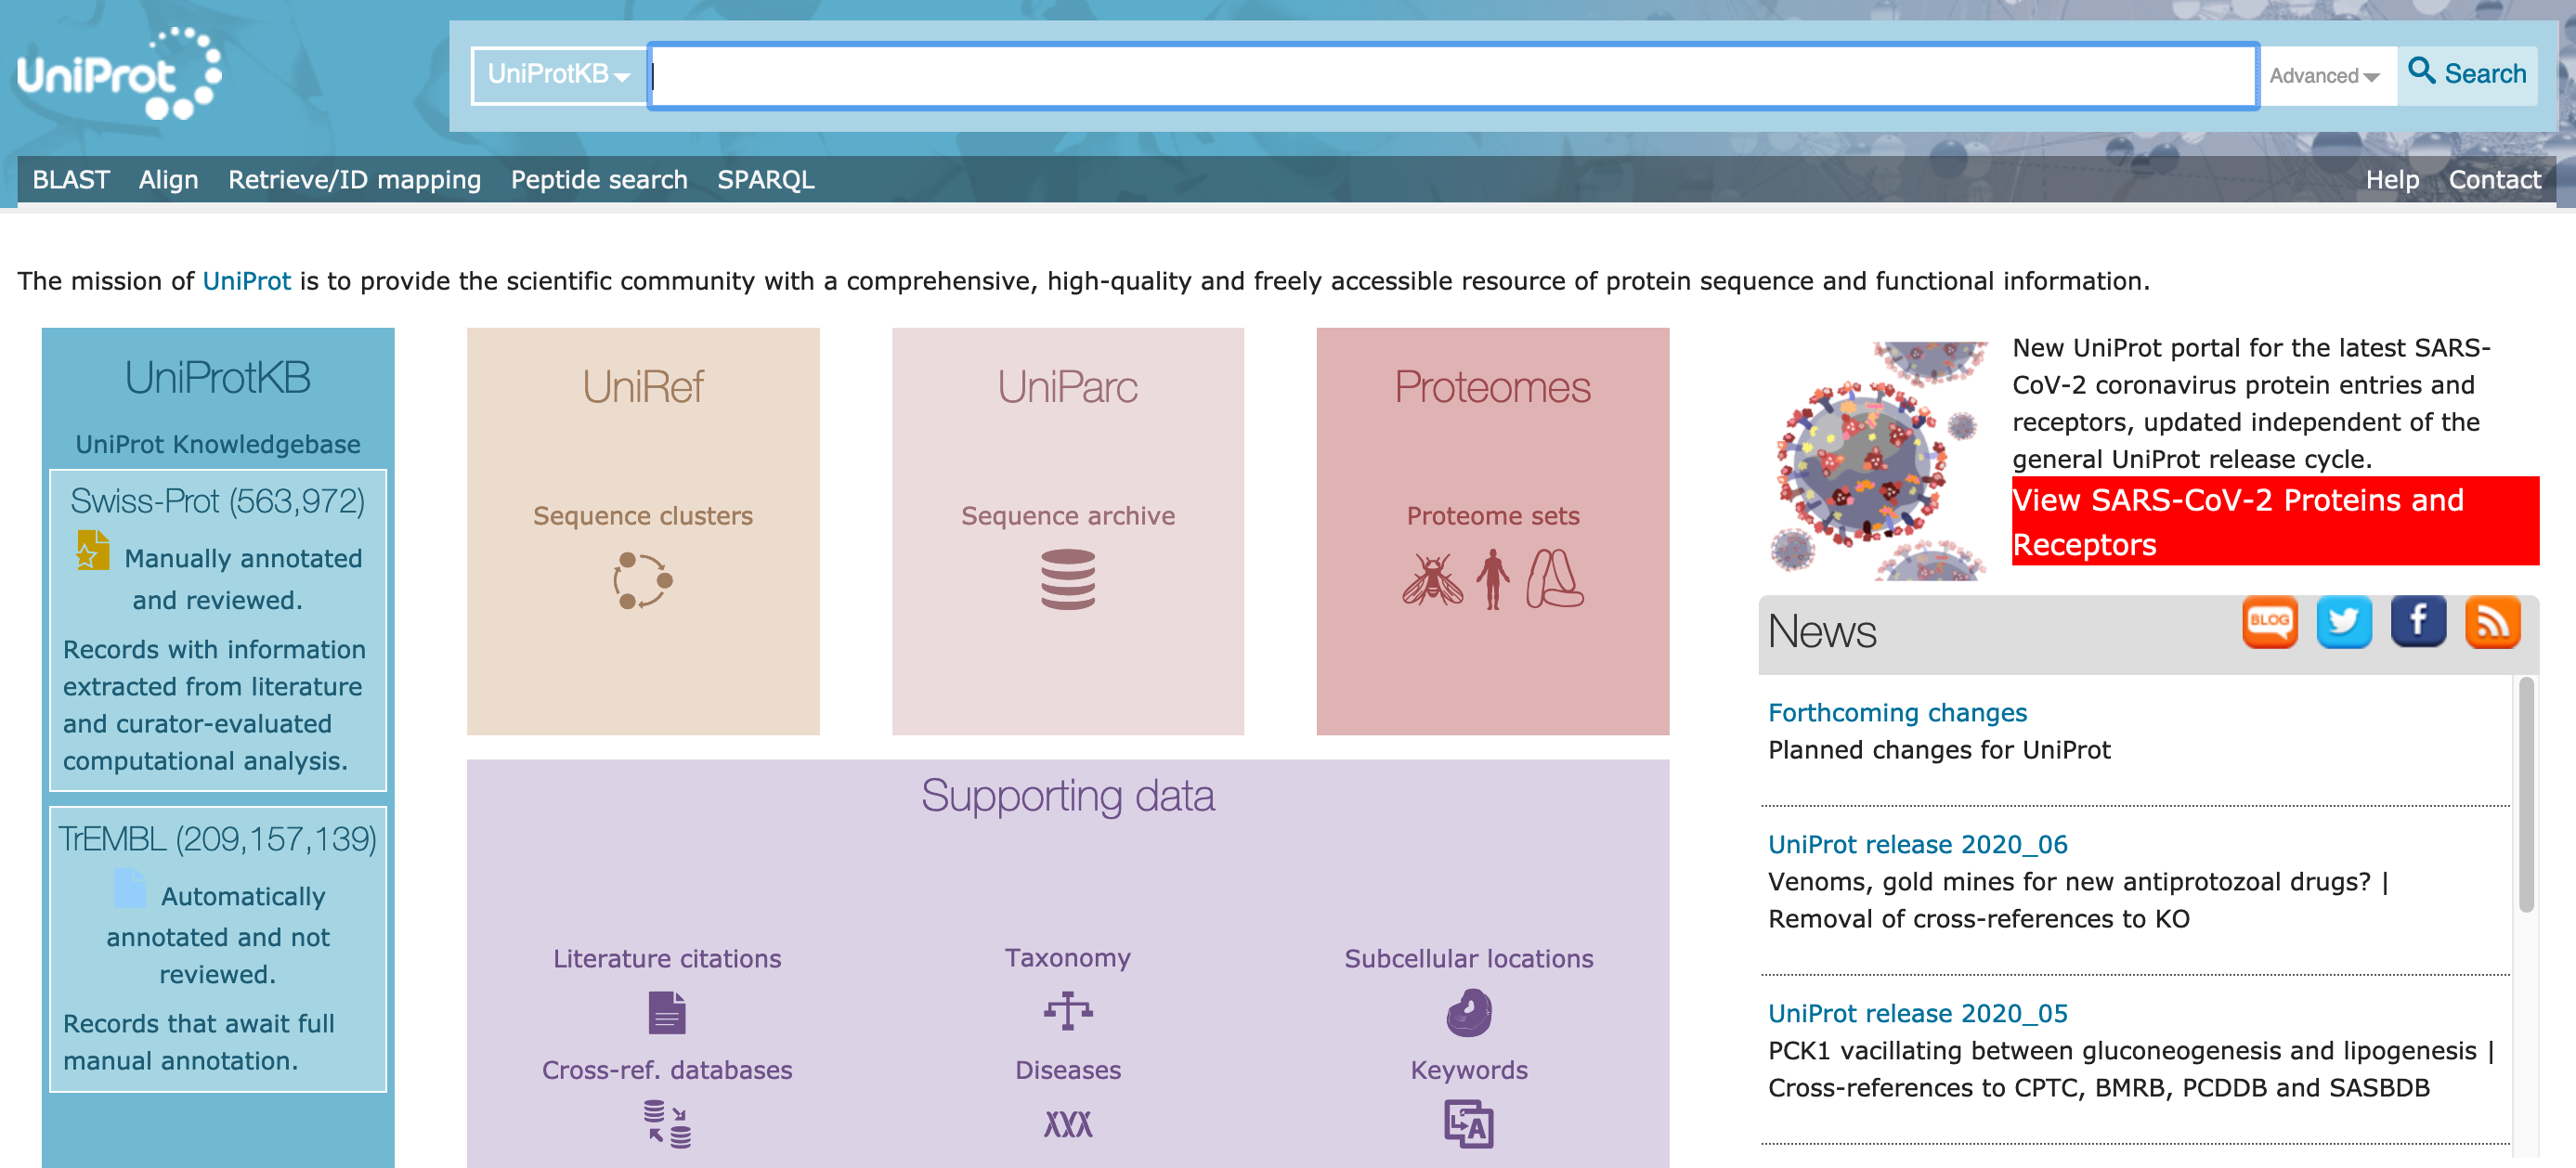 UniProt
UniProtKB
Advanced
Search
BLAST Align Retrieve/ID mapping Peptide search SPARQL Help Contact
The mission of UniProt is to provide the scientific community with a comprehensive, high-quality and freely accessible resource of protein sequence and functional information.
UniProtKB
UniProt Knowledgebase
Swiss-Prot (563,972)
Manually annotated
and reviewed.
Records with information
extracted from literature
and curator-evaluated
computational analysis.
TrEMBL (209,157,139)
Automatically
annotated and not
reviewed.
Records that await full
manual annotation.
UniRef
Sequence clusters
UniParc
Sequence archive
Proteomes
Proteome sets
Supporting data
Literature citations
Taxonomy
Subcellular locations
Cross-ref. databases
Diseases
Keywords
A
New UniProt portal for the latest SARS-
CoV-2 coronavirus protein entries and
receptors, updated independent of the
general UniProt release cycle.
View SARS-CoV-2 Proteins and
Receptors
News
BLOG
Forthcoming changes
Planned changes for UniProt
UniProt release 2020_06
Venoms, gold mines for new antiprotozoal drugs? |
Removal of cross-references to KO
UniProt release 2020_05
PCK1 vacillating between gluconeogenesis and lipogenesis |
Cross-references to CPTC, BMRB, PCDDB and SASBDB